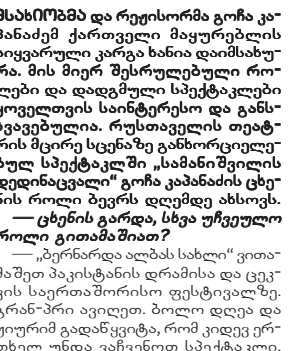 მსახიობმა და რეჟისორმა გოჩა კა-
პანაძემ ქართველი მაყურებლის
სიყვარული კარგა ხანია დაიმსახუ-
რა. მის მიერ შესრულებული რო-
ლები და დადგმული სპექტაკლები
ყოველთვის საინტერესო და განს-
ხვავებულია. რუსთაველის თეატ-
რის მცირე სცენაზე განხორციელე-
ბულ სპექტაკლში „სამანიშვილის
დედინაცვალი“ გოჩა კაპანაძის ცხე-
ნის როლი ბევრს დღემდე ახსოვს.
— ცხენის გარდა, სხვა უჩვეულო
როლი გითამაშიათ?
— „ბერნარდა ალბას სახლი“ ვითა-
მაშეთ პაკისტანის დრამისა და ცეკ-
ვის საერთაშორისო ფესტივალზე.
გრან-პრი ავიღეთ. ბოლო დღეა და
ჟიურიმ გადაწყვიტა, რომ კიდევ ერ-
თხელ უნდა ვაჩვენოთ სპექტაკლი.